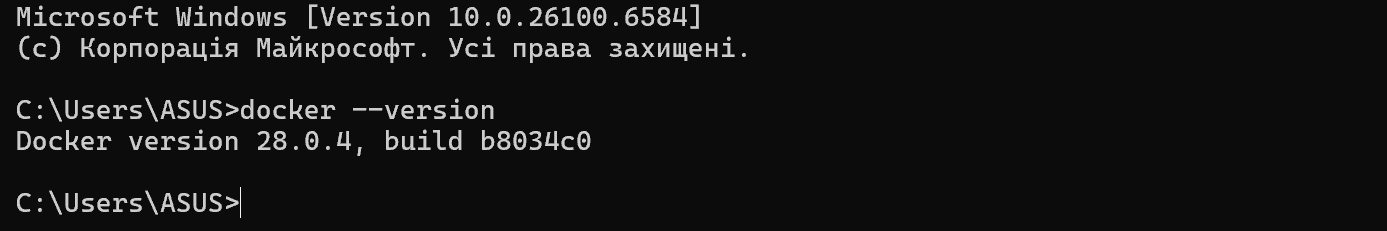 Microsoft Windows [Version 10.0.26100.6584]
(c) Корпорація Майкрософт. Усі права захищені.
C:\Users\ASUS>docker --version
Docker version 28.0.4, build b8034c0
C:\Users\ASUS>